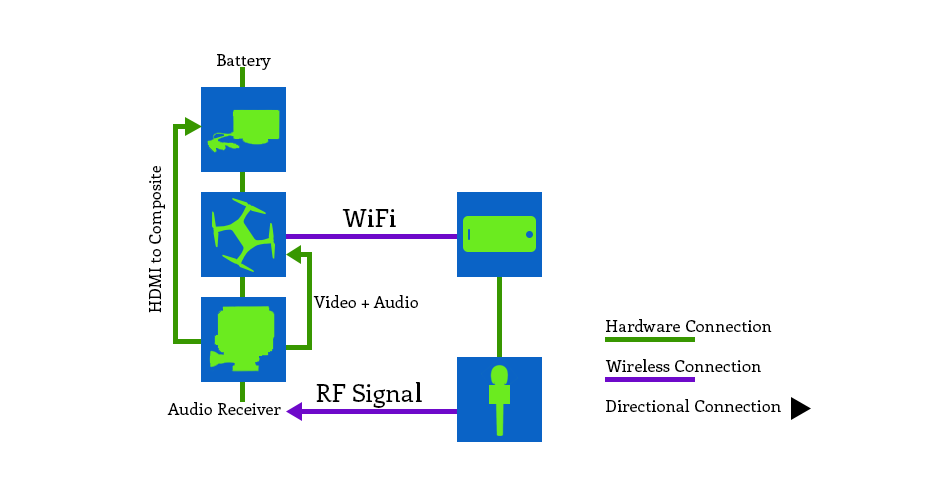 Battery
HDMI to Composite
WiFi
Video + Audio
RF Signal
Audio Receiver
Hardware Connection
Wireless Connection
Directional Connection